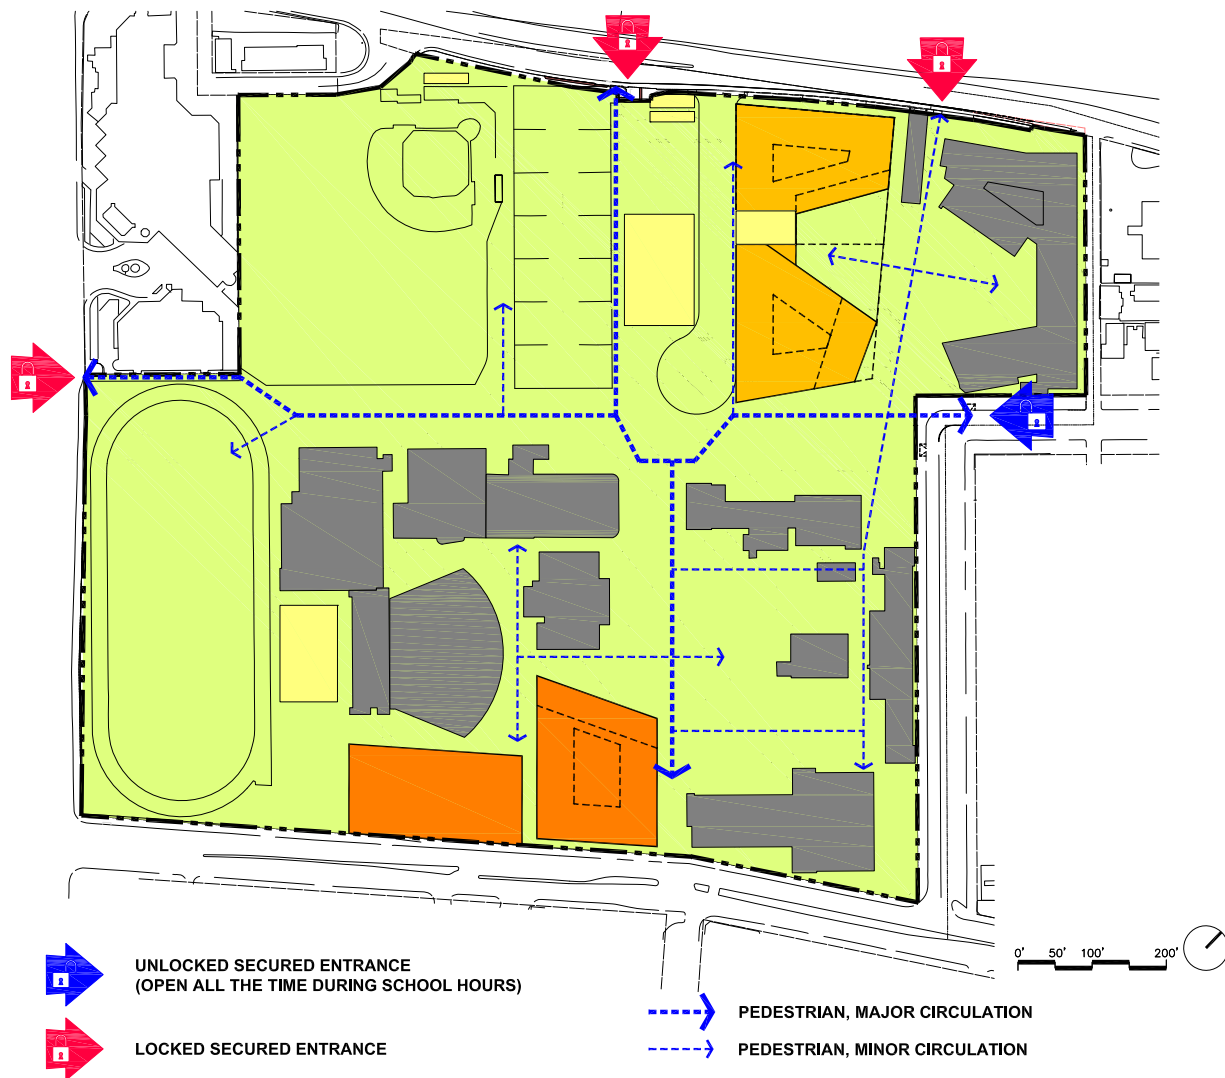 0' 50' 100' 200'
UNLOCKED SECURED ENTRANCE
(OPEN ALL THE TIME DURING SCHOOL HOURS)
PEDESTRIAN, MAJOR CIRCULATION
LOCKED SECURED ENTRANCE
PEDESTRIAN, MINOR CIRCULATION